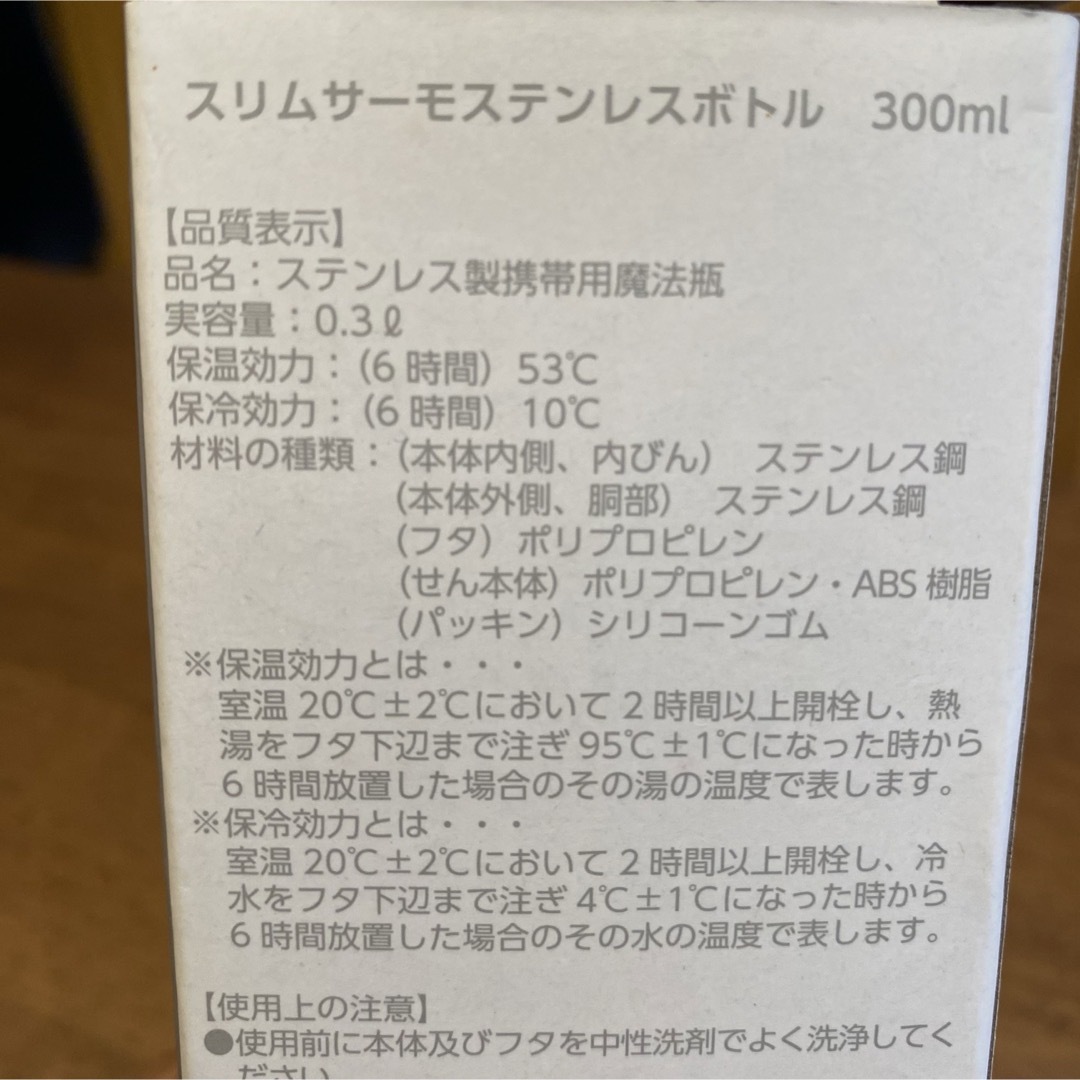 スリムサーモステンレスボトル 300ml
【品質表示】
品名：ステンレス製携帯用魔法瓶
実容量：0.3ℓ
保温効力：（6時間）53℃
保冷効力：（6時間）10℃
材料の種類：（本体内側、内びん） ステンレス鋼
（本体外側、胴部） ステンレス鋼
（フタ）ポリプロピレン
（せん本体）ポリプロピレン・ABS樹脂
（パッキン）シリコーンゴム
※保温効力とは・・・
室温20℃±2℃において2時間以上開栓し、熱
湯をフタ下辺まで注ぎ95℃±1℃になった時から
6時間放置した場合のその湯の温度で表します。
※保冷効力とは・・・
室温20℃±2℃において2時間以上開栓し、冷
水をフタ下辺まで注ぎ4℃±1℃になった時から
6時間放置した場合のその水の温度で表します。
【使用上の注意】
●使用前に本体及びフタを中性洗剤でよく洗浄してく
ださい